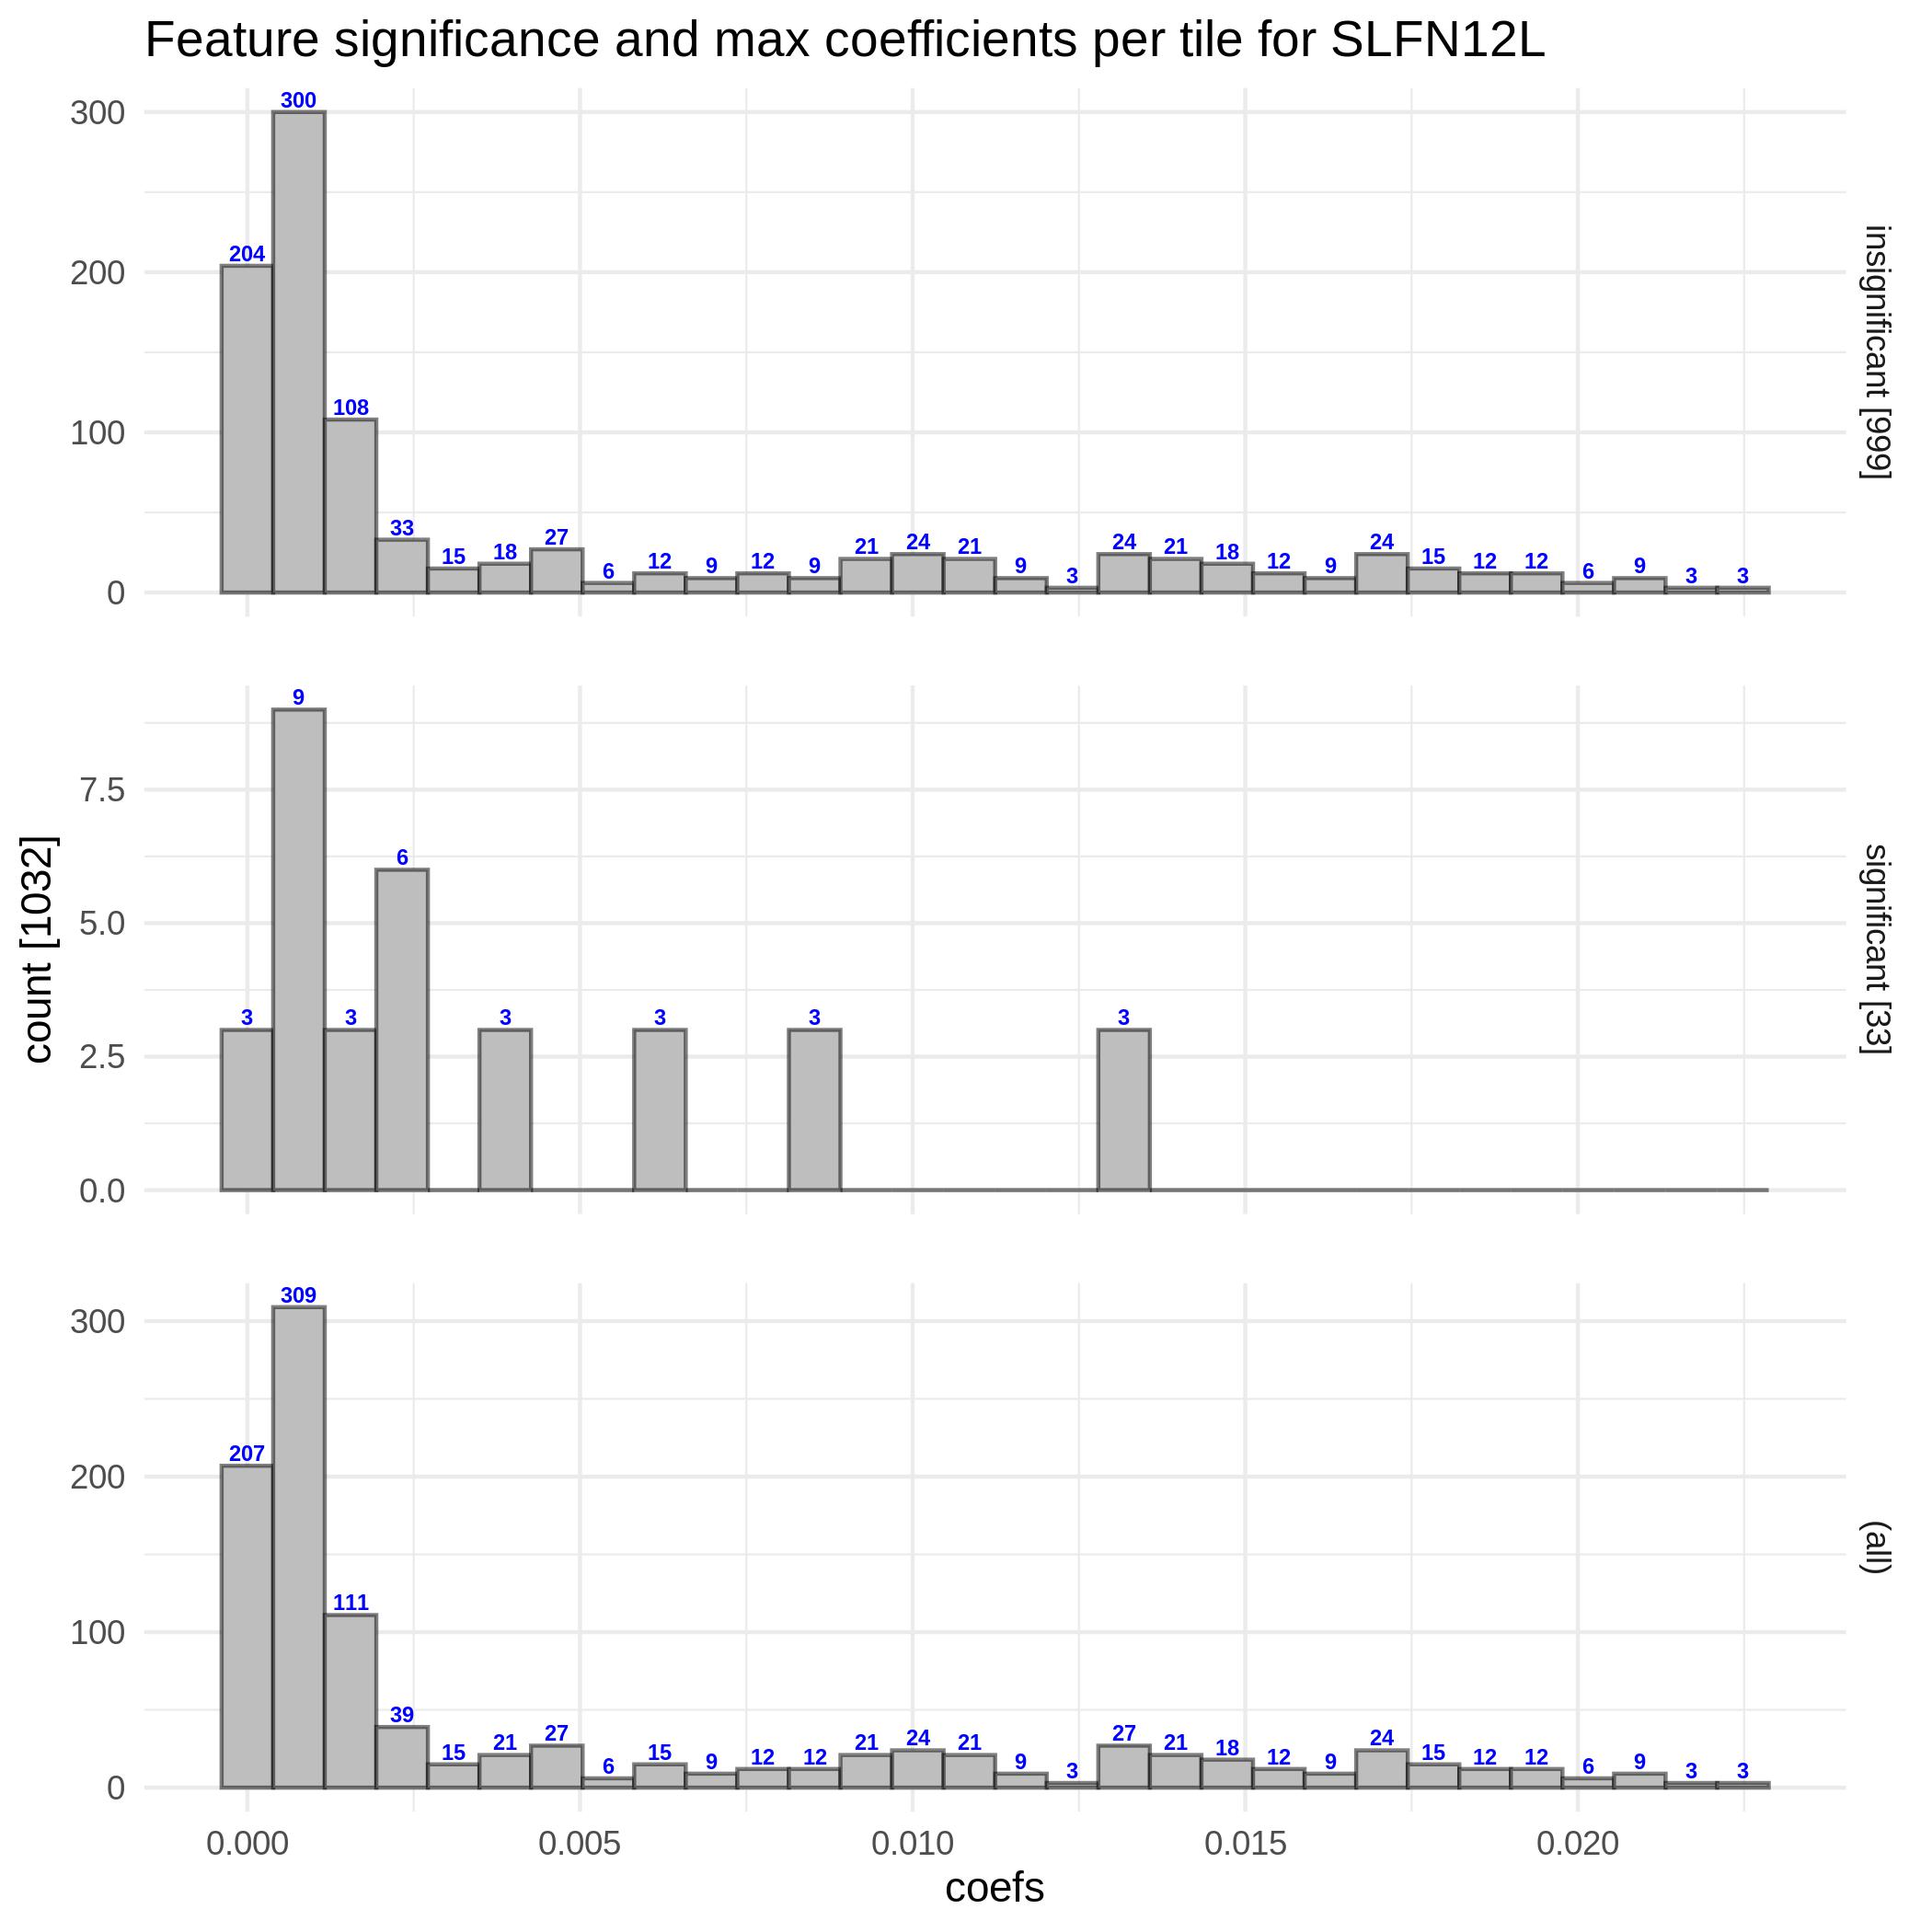 Feature significance and max coefficients per tile for SLFN12L
300
200
100
0
204 300 108 33 15 18 27 6 12 9 12 9 21 24 21 9 3 24 21 18 12 9 24 15 12 12 6 9 3 3
insignificant [999]
count [1032]
7.5
5.0
2.5
0.0
3 9 3 6 3 3 3 3
significant [33]
300
200
100
0
207 309 111 39 15 21 27 6 15 9 12 12 21 24 21 9 3 27 21 18 12 9 24 15 12 12 6 9 3 3
(all)
0.000 0.005 0.010 0.015 0.020
coefs